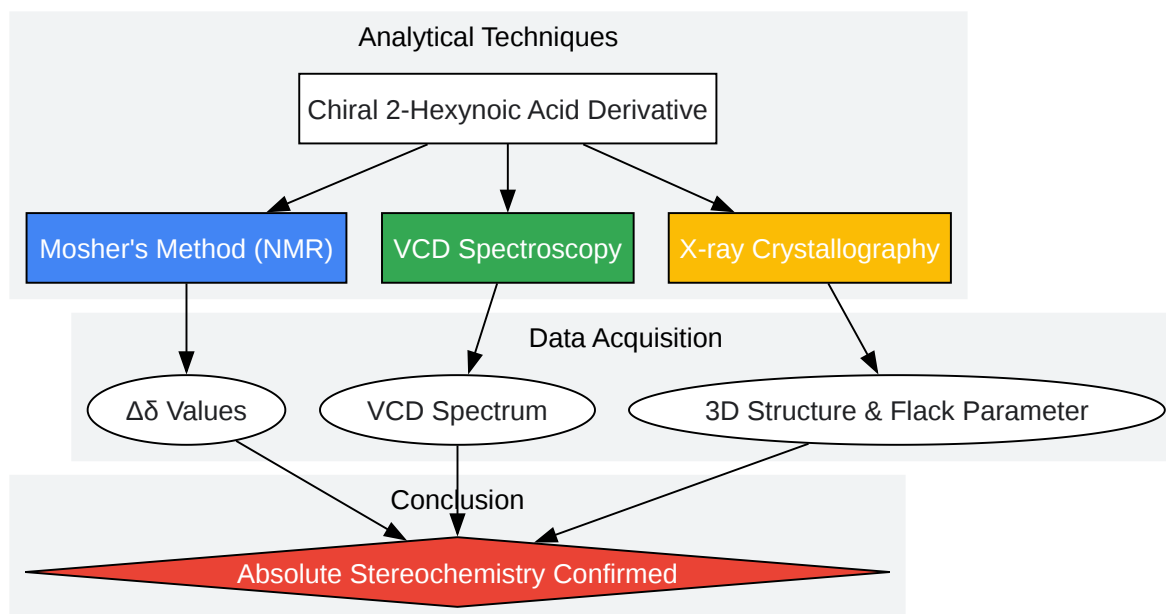 Analytical Techniques
Chiral 2-Hexynoic Acid Derivative
Mosher's Method (NMR)
VCD Spectroscopy
X-ray Crystallography
Data Acquisition
Δδ Values
VCD Spectrum
3D Structure & Flack Parameter
Conclusion
Absolute Stereochemistry Confirmed